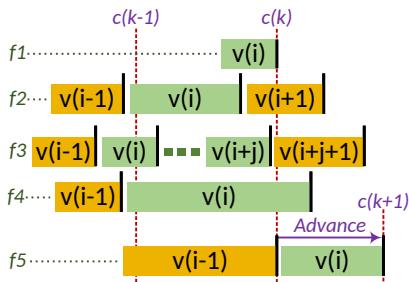 c(k-1) c(k)
f1 v(i)
f2 v(i-1) v(i) v(i+1)
f3 v(i-1) v(i) v(i+j) v(i+j+1)
f4 v(i-1) v(i)
c(k+1)
Advance
f5 v(i-1) v(i)